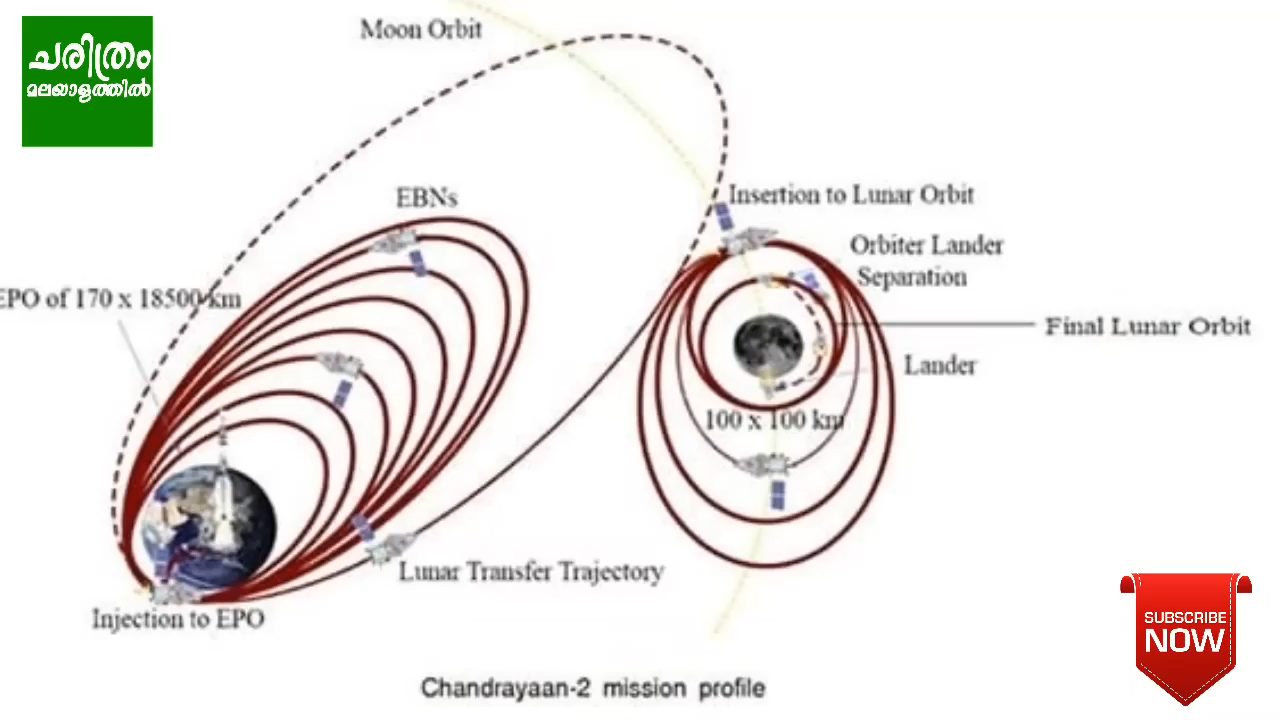 ചരിത്രം
മലയാളത്തിൽ
Moon Orbit
EBNs
Insertion to Lunar Orbit
Orbiter Lander
Separation
EPO of 170 x 18500 km
Final Lunar Orbit
Lander
100 x 100 km
Lunar Transfer Trajectory
Injection to EPO
SUBSCRIBE
NOW
Chandrayaan-2 mission profile